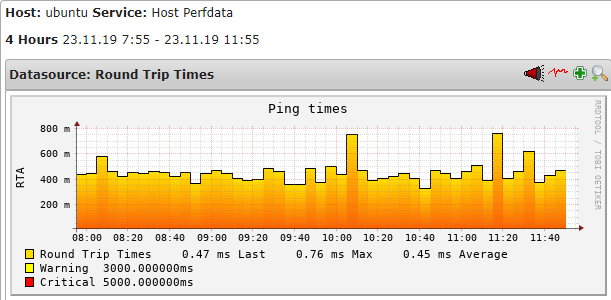 Host: ubuntu Service: Host Perfdata
4 Hours 23.11.19 7:55 - 23.11.19 11:55
Datasource: Round Trip Times
Ping times
800 m
600 m
400 m
200 m
RTA
08:00 08:20 08:40 09:00 09:20 09:40 10:00 10:20 10:40 11:00 11:20 11:40
Round Trip Times 0.47 ms Last 0.76 ms Max 0.45 ms Average
Warning 3000.000000ms
Critical 5000.000000ms
RRDTOOL / TOBI OETIKER